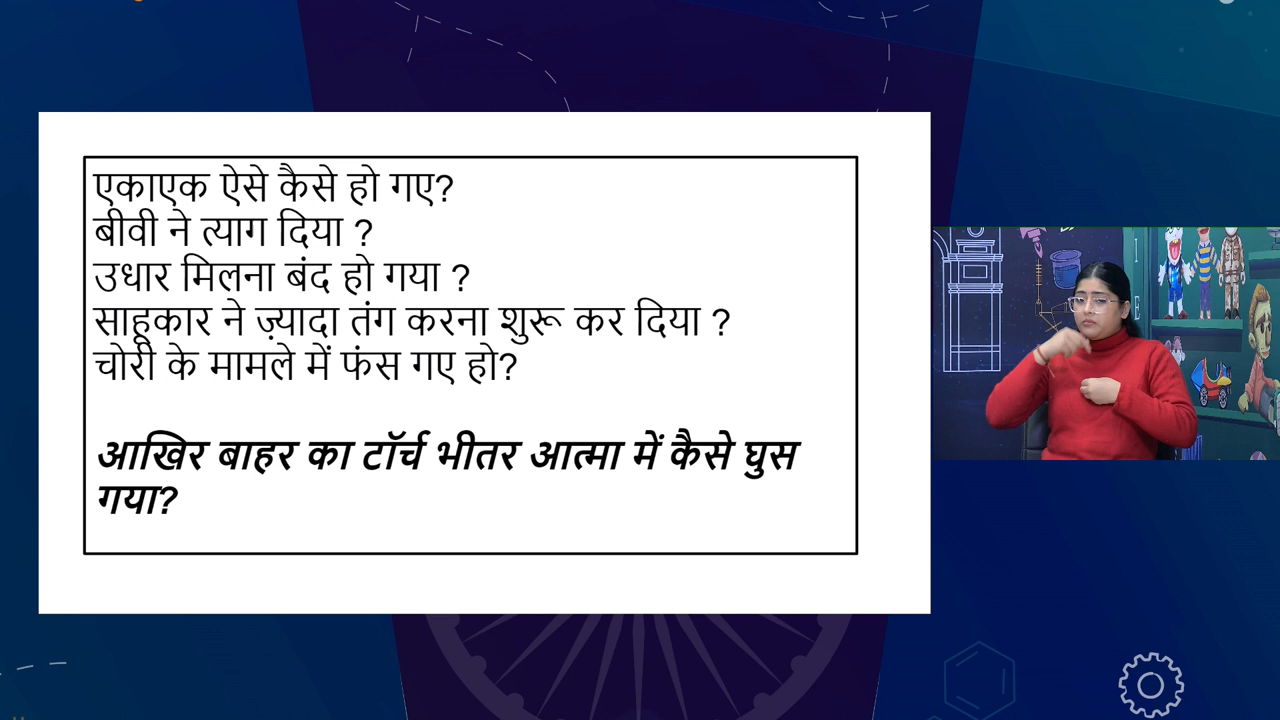 एकाएक ऐसे कैसे हो गए?
बीवी ने त्याग दिया ?
उधार मिलना बंद हो गया ?
साहूकार ने ज़्यादा तंग करना शुरू कर दिया ?
चोरी के मामले में फंस गए हो?
आखिर बाहर का टॉर्च भीतर आत्मा में कैसे घुस
गया?